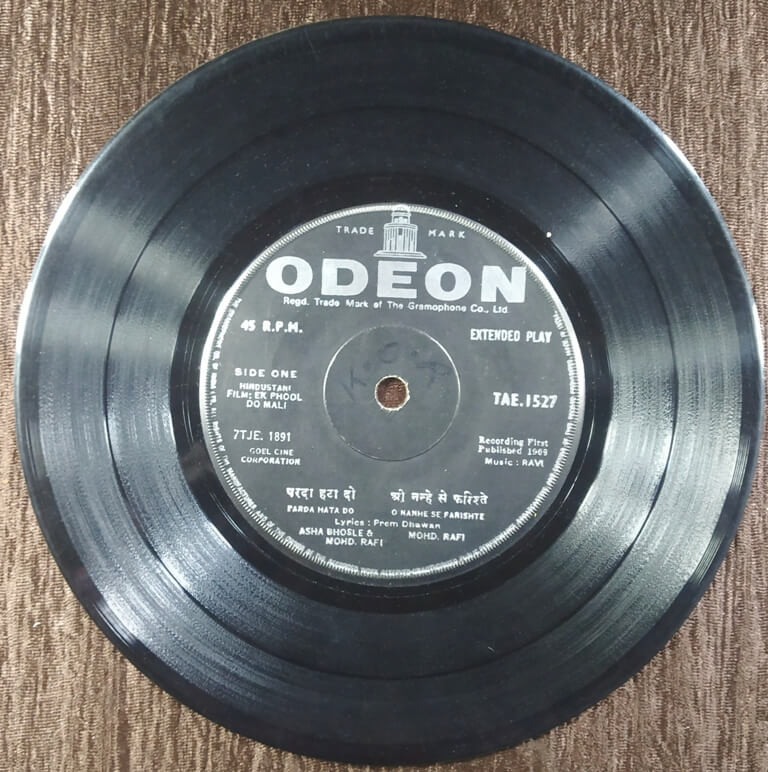 TRADE MARK
ODEON
Regd. Trade Mark of The Gramophone Co., Ltd.
45 R.P.M.
EXTENDED PLAY
SIDE ONE
HINDUSTANI
FILM: EK PHOOL
DO MALI
TAE.1527
7TJE. 1891
GOEL CINE
CORPORATION
Recording First
Published 1969
Music : RAVI
K.C.R
परदा हटा दो ओ नन्हे से फरिश्ते
PARDA HATA DO O NANHE SE FARISHTE
Lyrics : Prem Dhawan
ASHA BHOSLE &
MOHD. RAFI
MOHD. RAFI